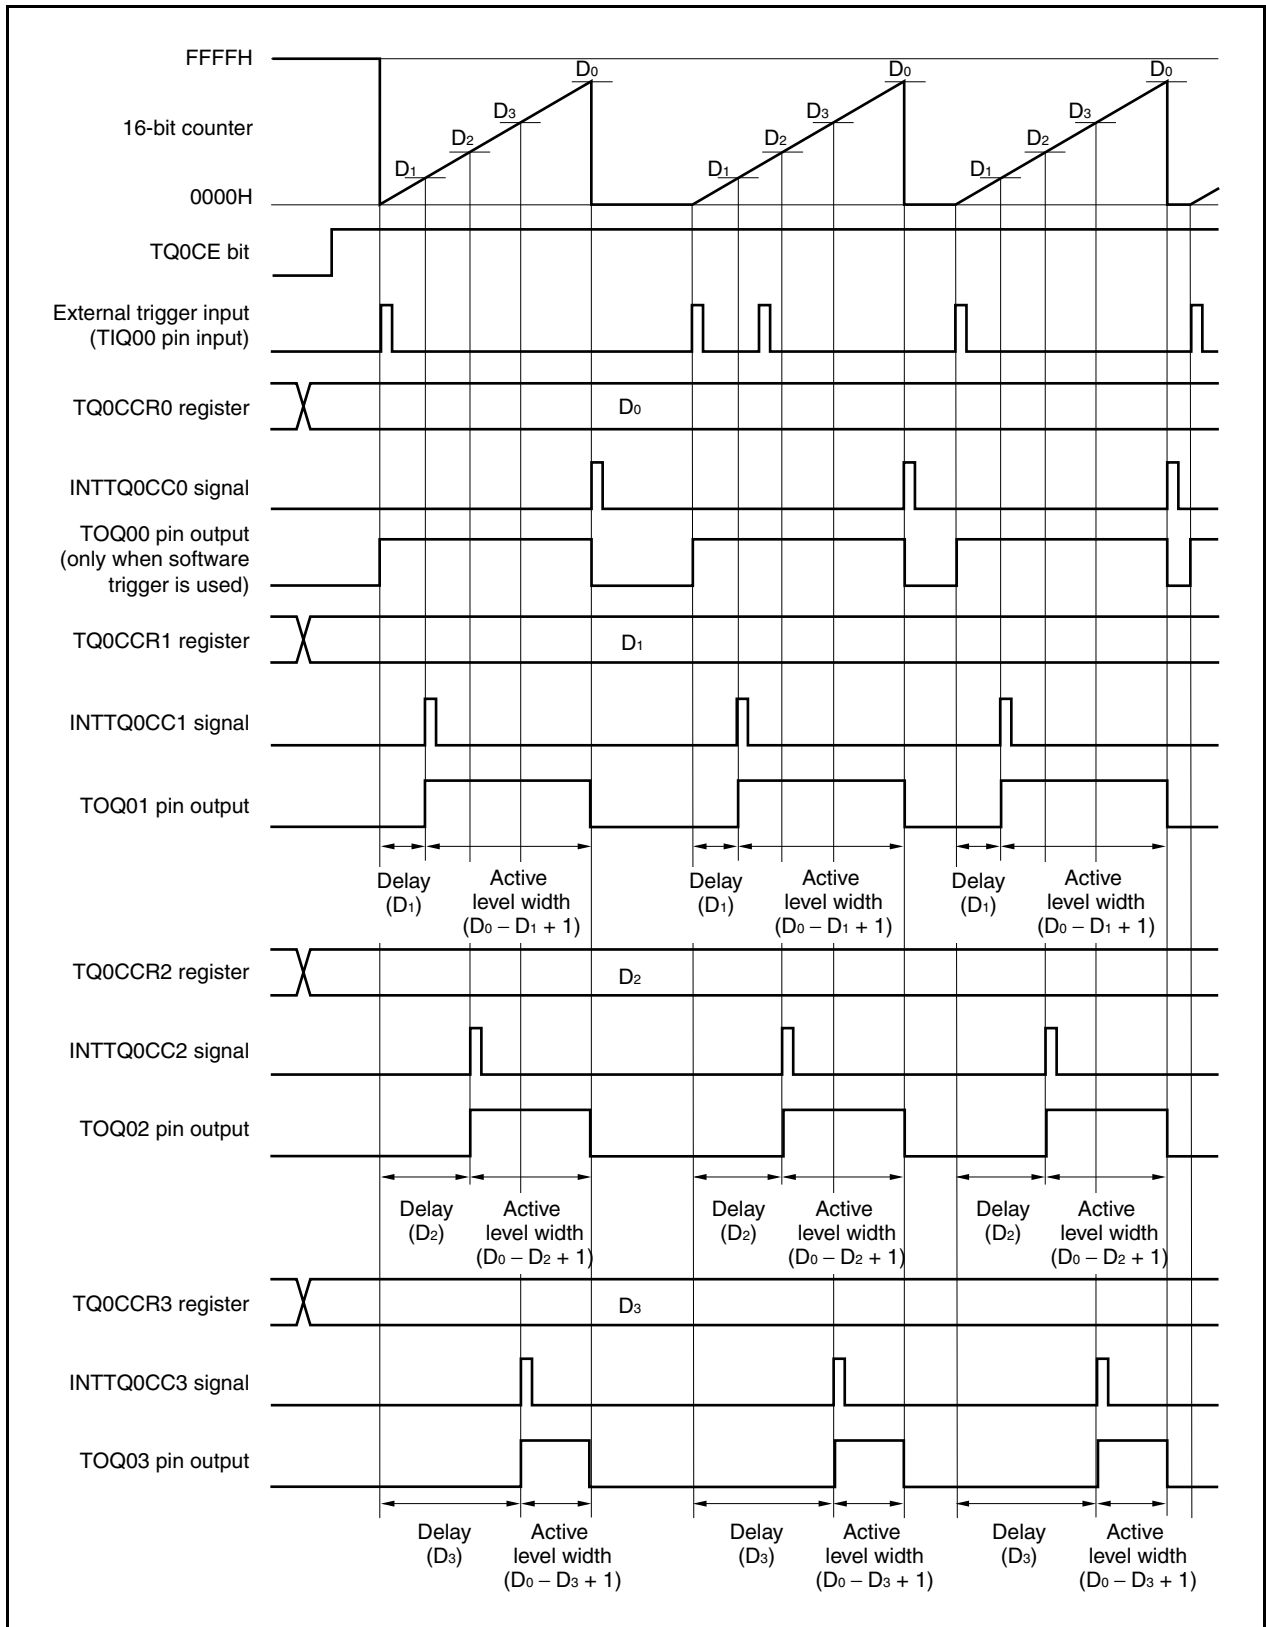 FFFFH
D0 D0 D0
D3 D3 D3
16-bit counter
D2 D2 D2
D1 D1 D1
0000H
TQ0CE bit
External trigger input
(TIQ00 pin input)
TQ0CCR0 register
D0
INTTQ0CC0 signal
TOQ00 pin output
(only when software
trigger is used)
TQ0CCR1 register
D1
INTTQ0CC1 signal
TOQ01 pin output
Delay
(D1)
Active
level width
(D0 – D1 + 1)
Delay
(D1)
Active
level width
(D0 – D1 + 1)
Delay
(D1)
Active
level width
(D0 – D1 + 1)
TQ0CCR2 register
D2
INTTQ0CC2 signal
TOQ02 pin output
Delay
(D2)
Active
level width
(D0 – D2 + 1)
Delay
(D2)
Active
level width
(D0 – D2 + 1)
Delay
(D2)
Active
level width
(D0 – D2 + 1)
TQ0CCR3 register
D3
INTTQ0CC3 signal
TOQ03 pin output
Delay
(D3)
Active
level width
(D0 – D3 + 1)
Delay
(D3)
Active
level width
(D0 – D3 + 1)
Delay
(D3)
Active
level width
(D0 – D3 + 1)